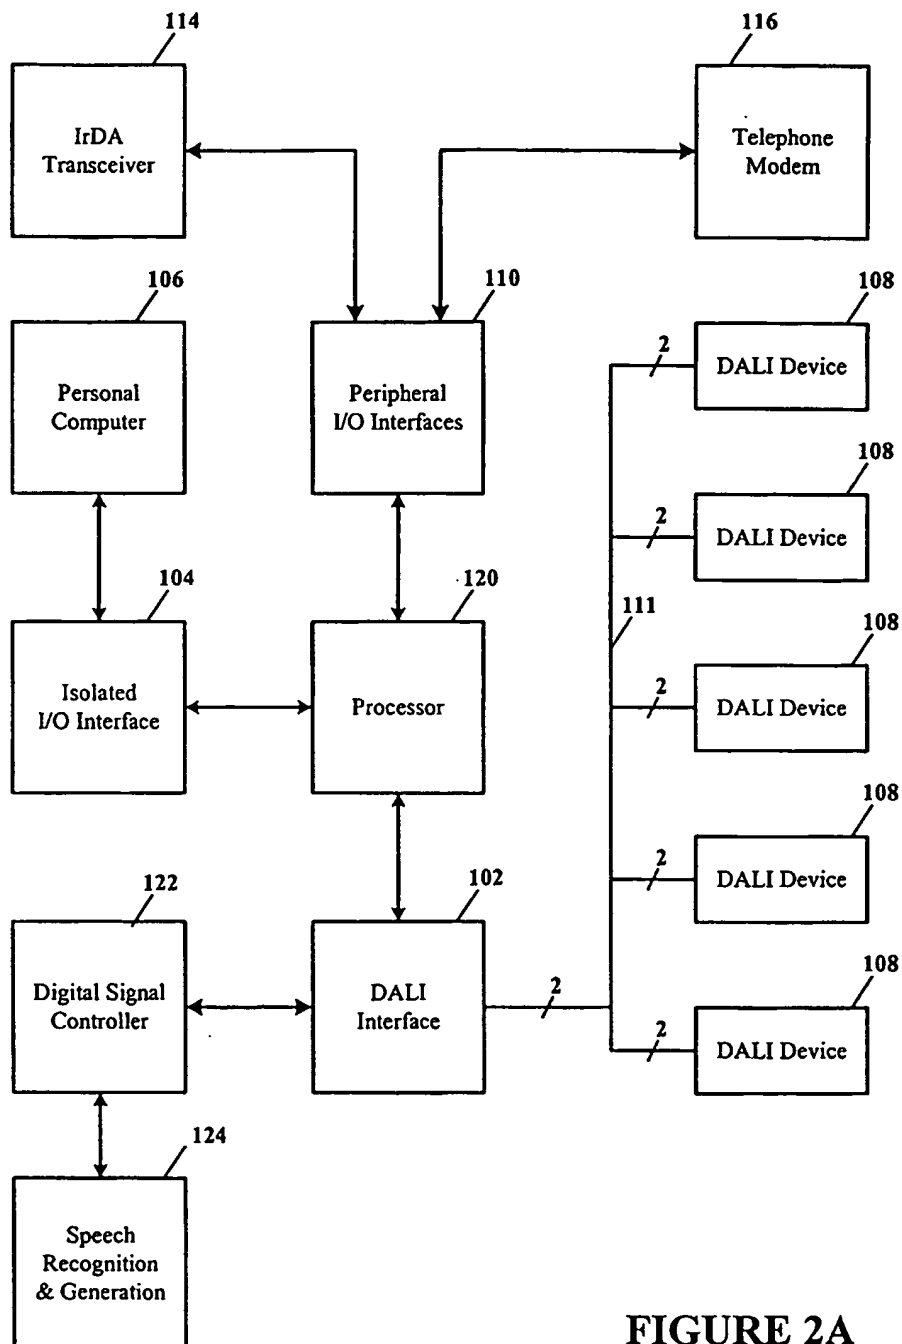 114
116
IrDA
Transceiver
Telephone
Modem
106
110
108
Personal
Computer
Peripheral
I/O Interfaces
2
DALI Device
108
2
DALI Device
104
120
111
108
Isolated
I/O Interface
Processor
2
DALI Device
108
2
DALI Device
122
102
108
Digital Signal
Controller
DALI
Interface
2
2
DALI Device
124
Speech
Recognition
& Generation
FIGURE 2A